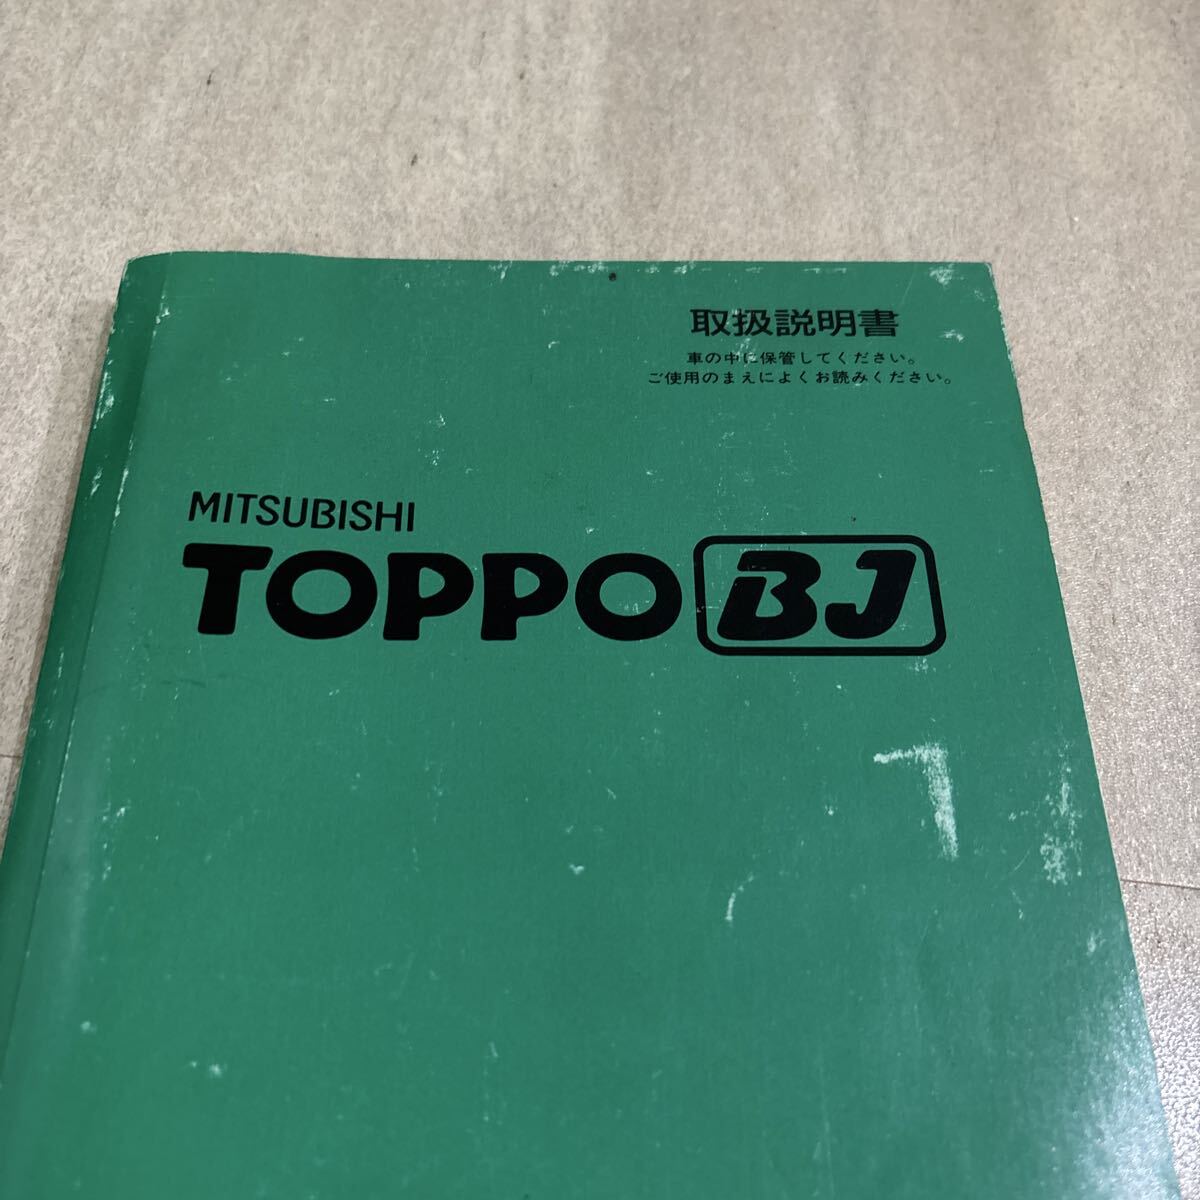 取扱説明書
車の中に保管してください。
ご使用のまえによくお読みください。
MITSUBISHI
TOPPO BJ